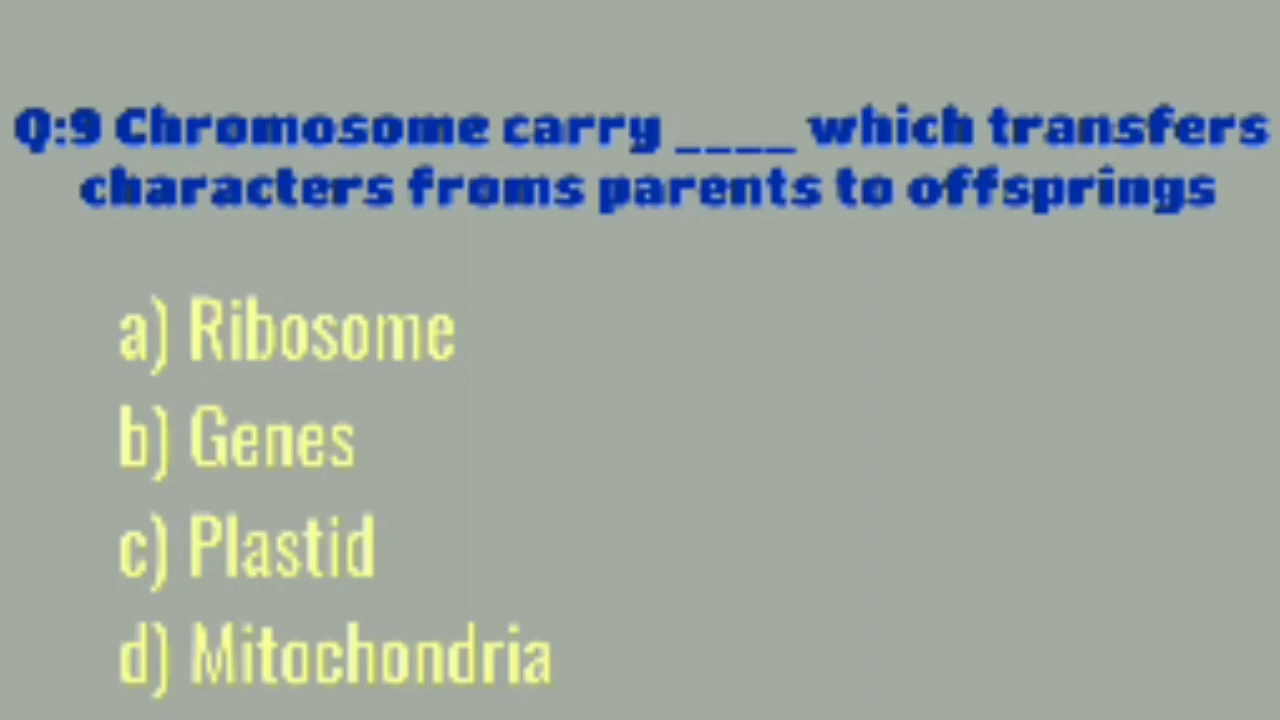 Q:9 Chromosome carry ____ which transfers
characters froms parents to offsprings
a) Ribosome
b) Genes
c) Plastid
d) Mitochondria